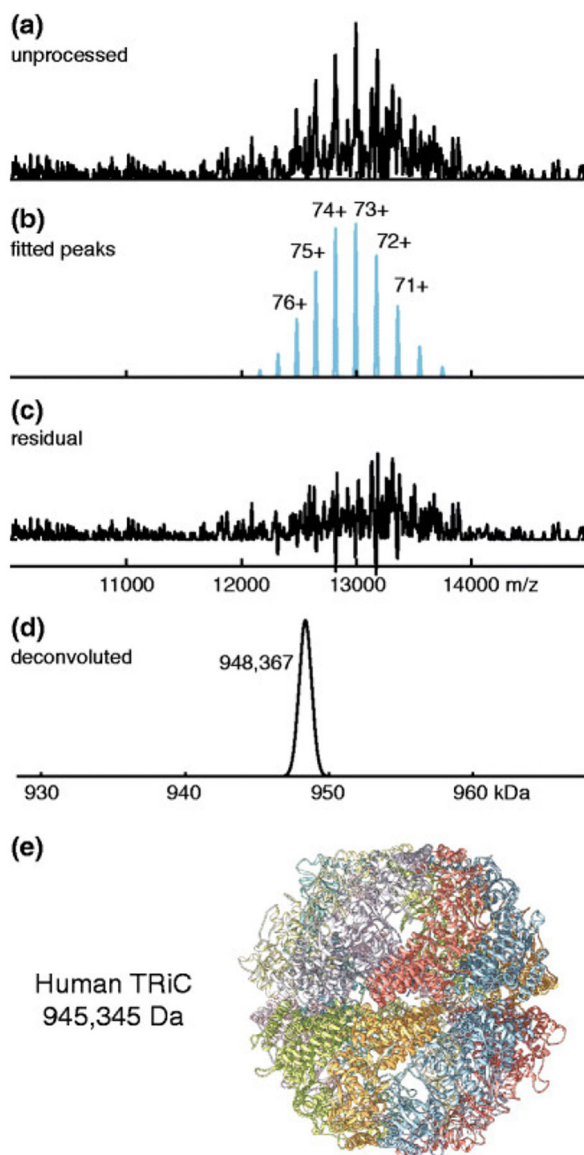 (a)
unprocessed
(b)
fitted peaks
74+ 73+
72+
75+
71+
76+
(c)
residual
11000 12000 13000 14000 m/z
(d)
deconvoluted
948,367
930 940 950 960 kDa
(e)
Human TRiC
945,345 Da